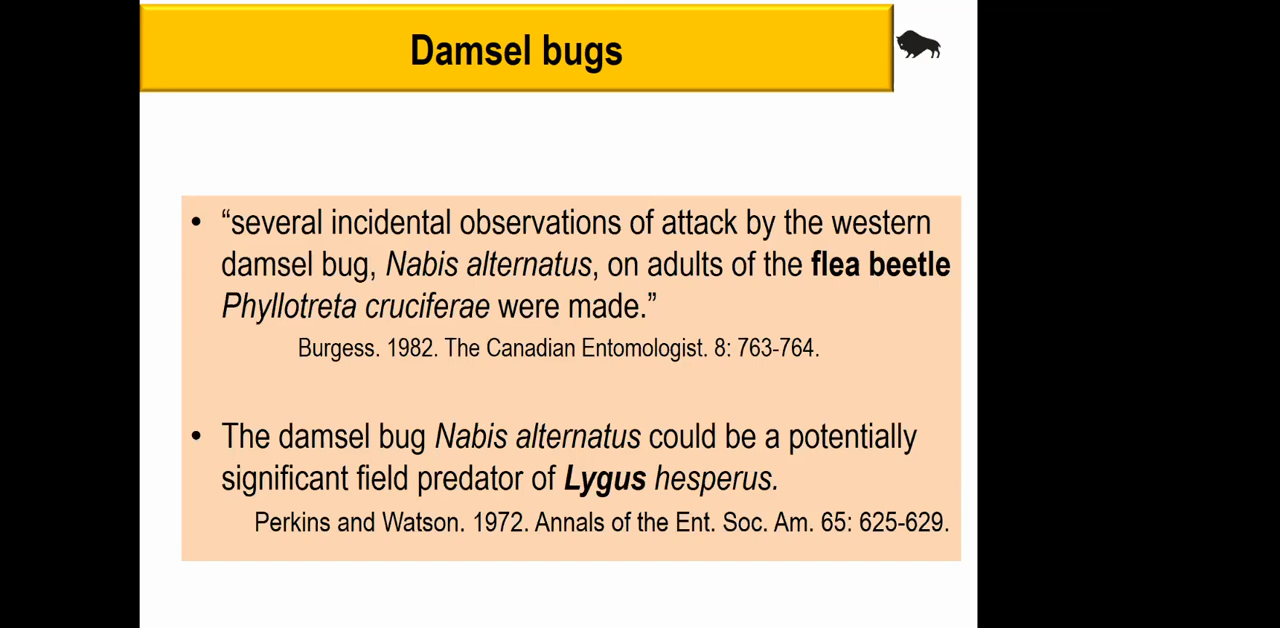 Damsel bugs
• “several incidental observations of attack by the western
damsel bug, Nabis alternatus, on adults of the flea beetle
Phyllotreta cruciferae were made.”
Burgess. 1982. The Canadian Entomologist. 8: 763-764.
• The damsel bug Nabis alternatus could be a potentially
significant field predator of Lygus hesperus.
Perkins and Watson. 1972. Annals of the Ent. Soc. Am. 65: 625-629.